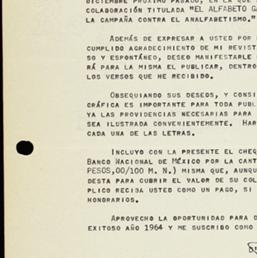 DICIEMBRE PRÓXIMO PASADO, EN LA QUE
COLABORACIÓN TITULADA "EL ALFABETO G
LA CAMPAÑA CONTRA EL ANALFABETISMO."
ADEMÁS DE EXPRESAR A USTED POR
CUMPLIDO AGRADECIMIENTO DE MI REVIST
SO Y ESPONTÁNEO, DESEO MANIFESTARLE
RÁ PARA LA MISMA EL PUBLICAR, DENTRO
LOS VERSOS QUE HE RECIBIDO.
OBSEQUIANDO SUS DESEOS, Y CONSI
GRÁFICA ES IMPORTANTE PARA TODA PUBL
YA LAS PROVIDENCIAS NECESARIAS PARA
SEA ILUSTRADA CONVENIENTEMENTE. HAR
CADA UNA DE LAS LETRAS.
INCLUYO CON LA PRESENTE EL CHEQ
BANCO NACIONAL DE MÉXICO POR LA CANT
PESOS,00/100 M. N.) MISMA QUE, AUNQU
DESTA PARA CUBRIR EL VALOR DE SU COL
PLICO RECIBA USTED COMO UN PAGO, SI
HONORARIOS.
APROVECHO LA OPORTUNIDAD PARA D
EXITOSO AÑO 1964 Y ME SUSCRIBO COMO